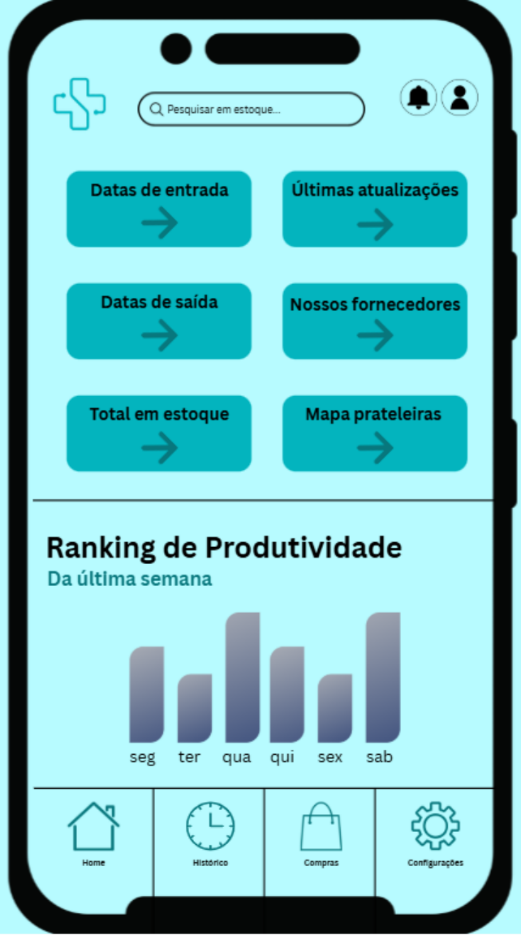 Pesquisar em estoque...
Datas de entrada
Últimas atualizações
Datas de saída
Nossos fornecedores
Total em estoque
Mapa prateleiras
Ranking de Produtividade
Da última semana
seg ter qua qui sex sab
Home Histórico Compras Configurações